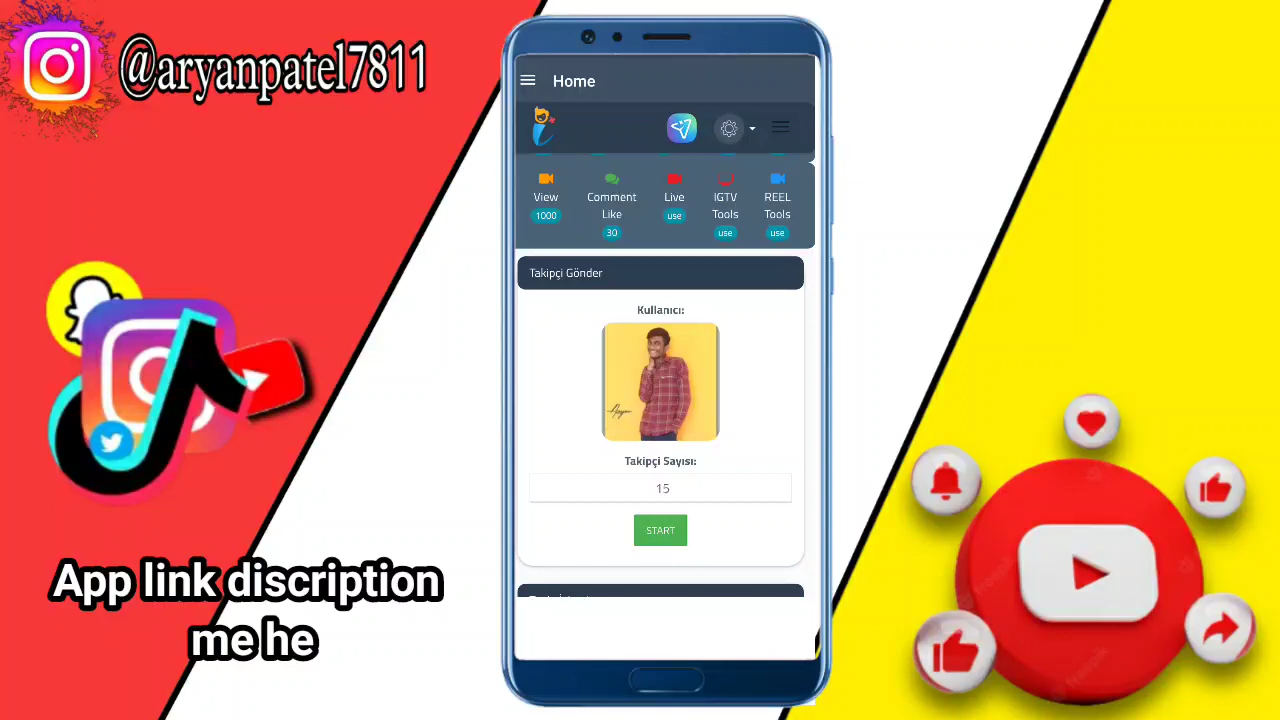 @aryanpatel7811
Home
View
1000
Comment
Like
30
Live
use
IGTV
Tools
use
REEL
Tools
use
Takipçi Gönder
Kullanıcı:
Takipçi Sayısı:
15
START
App link discription
me he